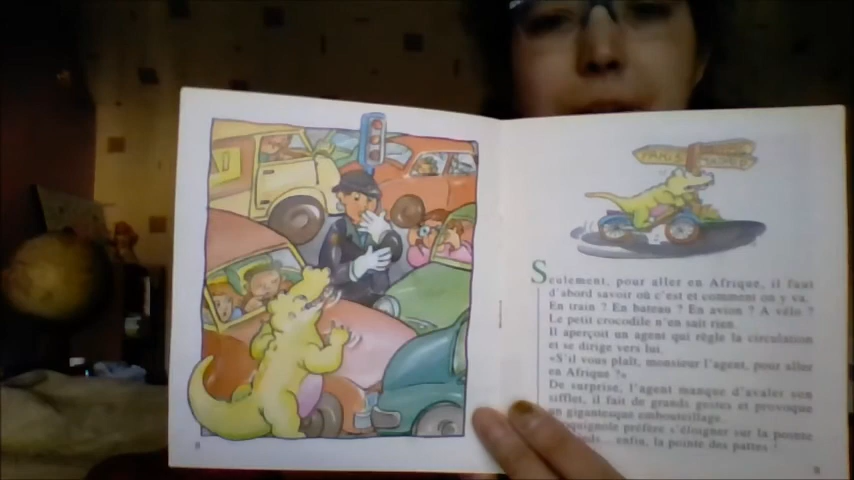 PARIS
Seulement, pour aller en Afrique, il faut
d'abord savoir où c'est et comment on y va.
En train ? En bateau ? En avion ? A vélo ?
Le petit crocodile n'en sait rien.
Il aperçoit un agent qui règle la circulation
et se dirige vers lui.
«S'il vous plaît, monsieur l'agent, pour aller
en Afrique ?»
De surprise, l'agent manque d'avaler son
sifflet, il fait de grands gestes et provoque
un gigantesque embouteillage.
préfère s'éloigner sur la pointe
enfin, la pointe des pattes !
8